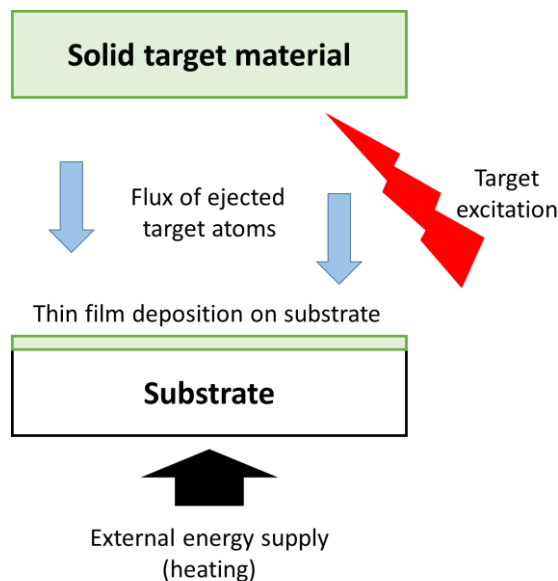 Solid target material
Flux of ejected
target atoms
Target
excitation
Thin film deposition on substrate
Substrate
External energy supply
(heating)